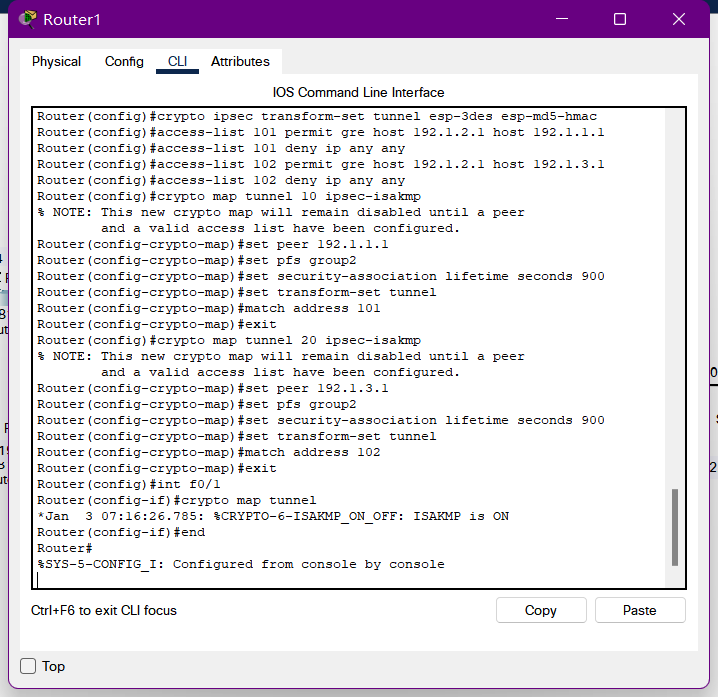 Router1
Physical Config CLI Attributes
IOS Command Line Interface
Router(config)#crypto ipsec transform-set tunnel esp-3des esp-md5-hmac
Router(config)#access-list 101 permit gre host 192.1.2.1 host 192.1.1.1
Router(config)#access-list 101 deny ip any any
Router(config)#access-list 102 permit gre host 192.1.2.1 host 192.1.3.1
Router(config)#access-list 102 deny ip any any
Router(config)#crypto map tunnel 10 ipsec-isakmp
% NOTE: This new crypto map will remain disabled until a peer
and a valid access list have been configured.
Router(config-crypto-map)#set peer 192.1.1.1
Router(config-crypto-map)#set pfs group2
Router(config-crypto-map)#set security-association lifetime seconds 900
Router(config-crypto-map)#set transform-set tunnel
Router(config-crypto-map)#match address 101
Router(config-crypto-map)#exit
Router(config)#crypto map tunnel 20 ipsec-isakmp
% NOTE: This new crypto map will remain disabled until a peer
and a valid access list have been configured.
Router(config-crypto-map)#set peer 192.1.3.1
Router(config-crypto-map)#set pfs group2
Router(config-crypto-map)#set security-association lifetime seconds 900
Router(config-crypto-map)#set transform-set tunnel
Router(config-crypto-map)#match address 102
Router(config-crypto-map)#exit
Router(config)#int f0/1
Router(config-if)#crypto map tunnel
*Jan  3 07:16:26.785: %CRYPTO-6-ISAKMP_ON_OFF: ISAKMP is ON
Router(config-if)#end
Router#
%SYS-5-CONFIG_I: Configured from console by console
Ctrl+F6 to exit CLI focus
Copy Paste
Top